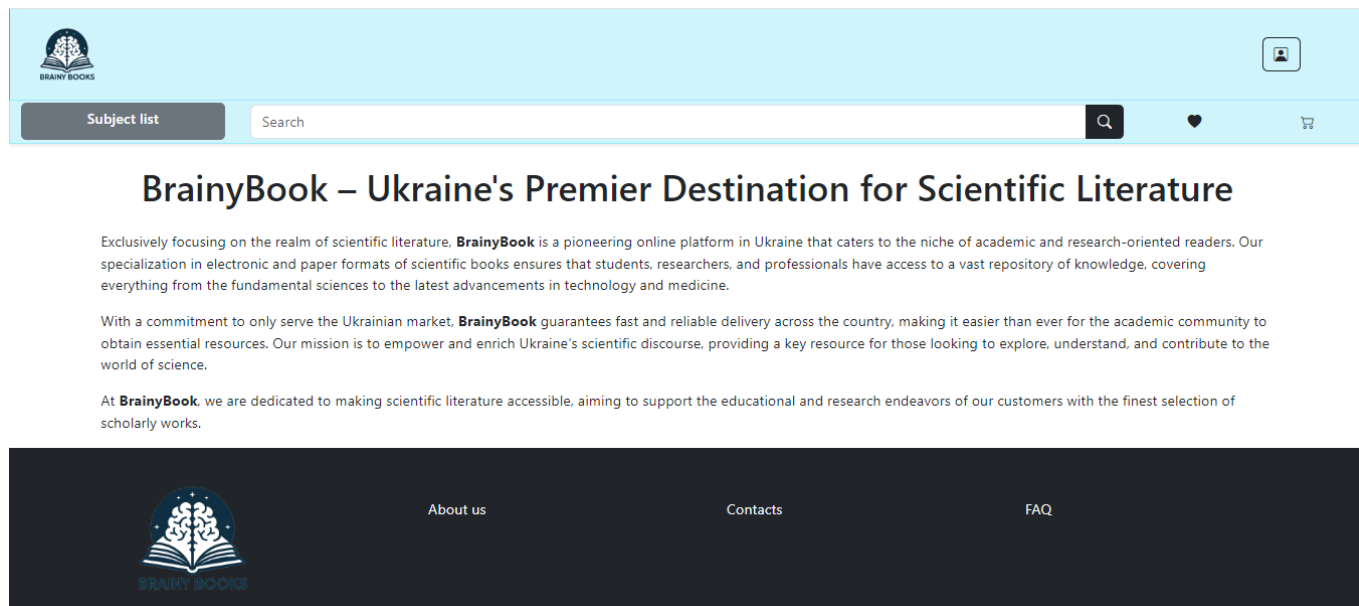 BRAINY BOOKS
Subject list
Search
BrainyBook – Ukraine's Premier Destination for Scientific Literature
Exclusively focusing on the realm of scientific literature, BrainyBook is a pioneering online platform in Ukraine that caters to the niche of academic and research-oriented readers. Our
specialization in electronic and paper formats of scientific books ensures that students, researchers, and professionals have access to a vast repository of knowledge, covering
everything from the fundamental sciences to the latest advancements in technology and medicine.
With a commitment to only serve the Ukrainian market, BrainyBook guarantees fast and reliable delivery across the country, making it easier than ever for the academic community to
obtain essential resources. Our mission is to empower and enrich Ukraine's scientific discourse, providing a key resource for those looking to explore, understand, and contribute to the
world of science.
At BrainyBook, we are dedicated to making scientific literature accessible, aiming to support the educational and research endeavors of our customers with the finest selection of
scholarly works.
About us
Contacts
FAQ
BRAINY BOOKS